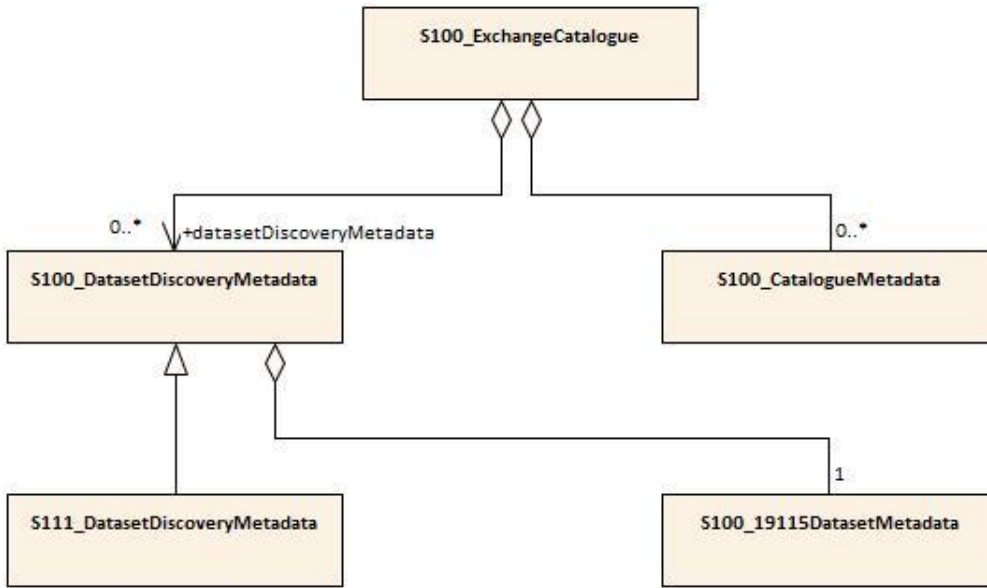 S100_ExchangeCatalogue
0..*
+datasetDiscoveryMetadata
0..*
S100_DatasetDiscoveryMetadata
S100_CatalogueMetadata
1
S111_DatasetDiscoveryMetadata
S100_19115DatasetMetadata